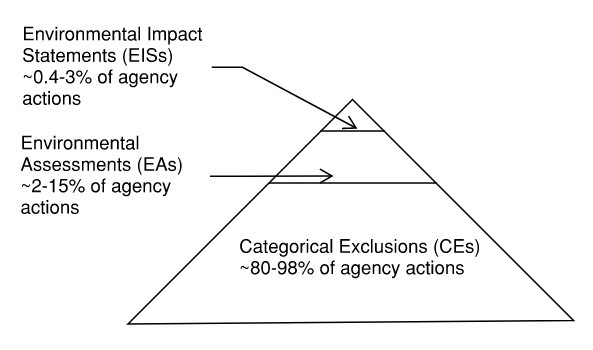 Environmental Impact
Statements (EISs)
~0.4-3% of agency
actions
Environmental
Assessments (EAs)
~2-15% of agency
actions
Categorical Exclusions (CEs)
~80-98% of agency actions